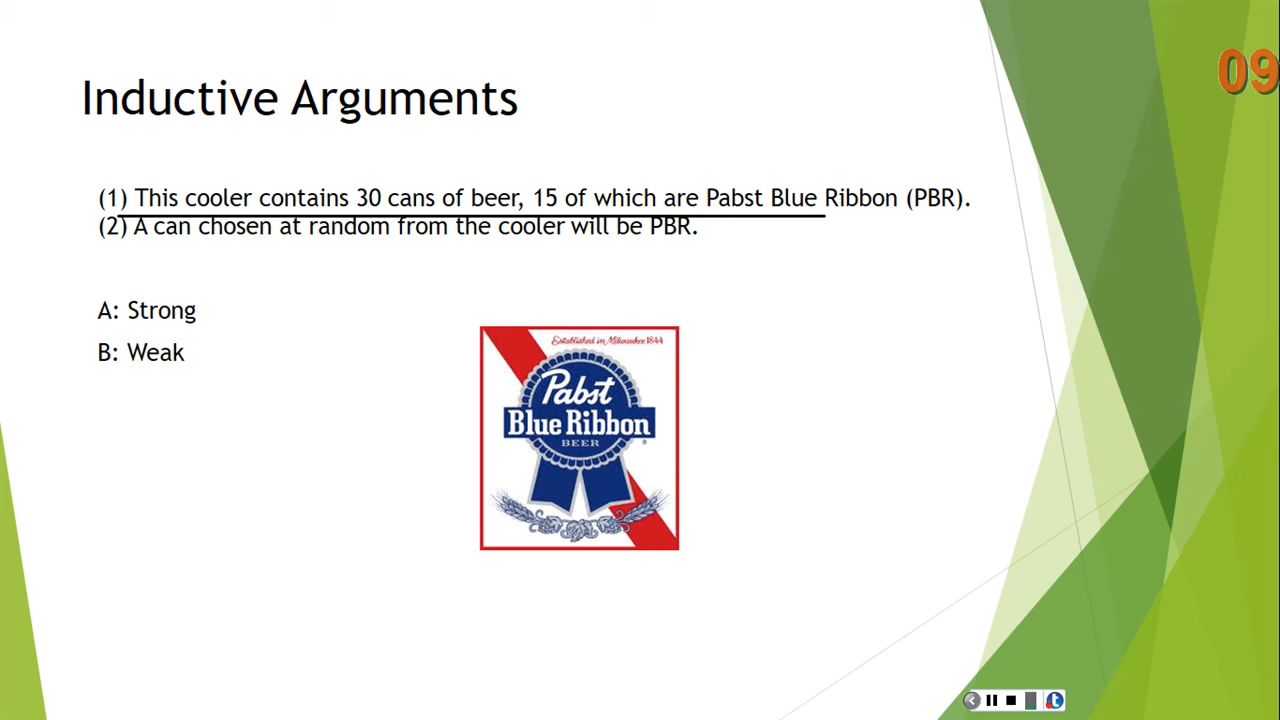 Inductive Arguments
09
(1) This cooler contains 30 cans of beer, 15 of which are Pabst Blue Ribbon (PBR).
(2) A can chosen at random from the cooler will be PBR.
A: Strong
B: Weak
Established in Milwaukee 1844
Pabst
Blue Ribbon
BEER